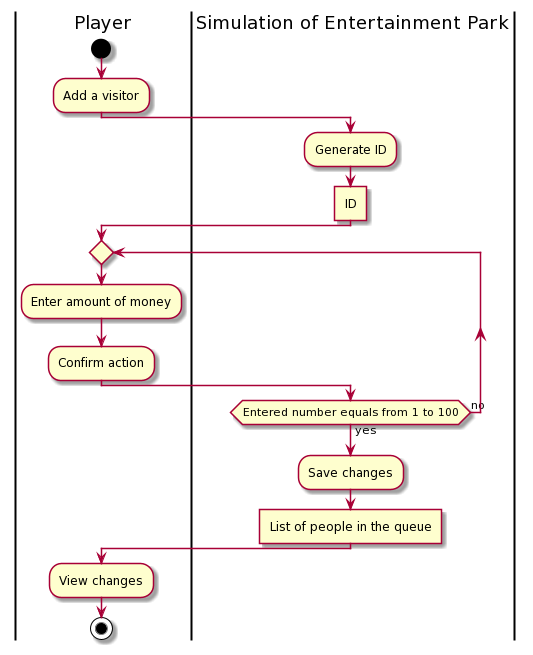 Player
Simulation of Entertainment Park
Add a visitor
Generate ID
ID
Enter amount of money
Confirm action
Entered number equals from 1 to 100
no
yes
Save changes
List of people in the queue
View changes